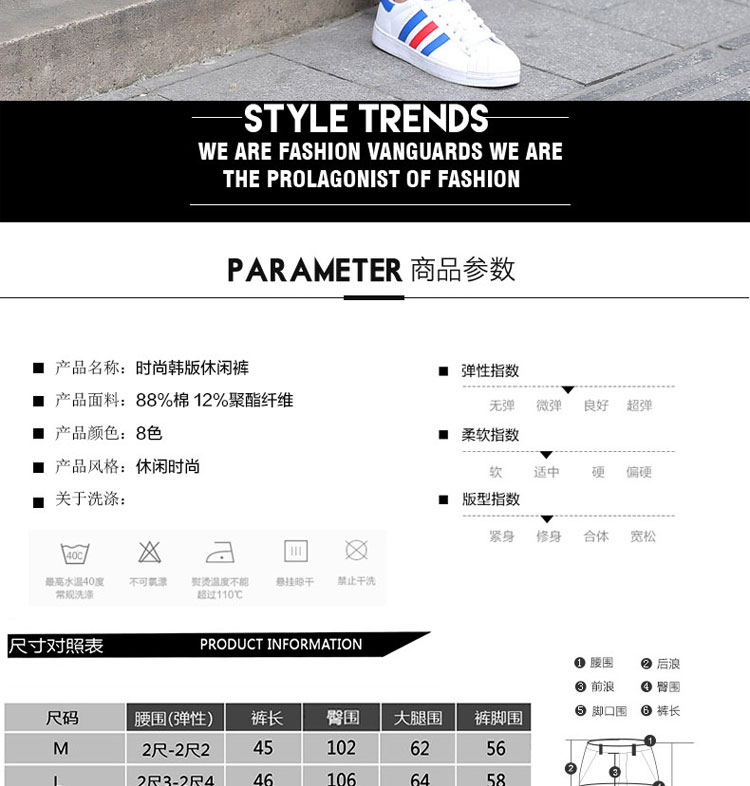 STYLE TRENDS
WE ARE FASHION VANGUARDS WE ARE
THE PROLAGONIST OF FASHION
PARAMETER 商品参数
产品名称：时尚韩版休闲裤
产品面料：88%棉 12%聚酯纤维
产品颜色：8色
产品风格：休闲时尚
关于洗涤：
弹性指数
无弹 微弹 良好 超弹
柔软指数
软 适中 硬 偏硬
版型指数
紧身 修身 合体 宽松
40C
最高水温40度
常规洗涤
不可氯漂
熨烫温度不能
超过110℃
悬挂晾干
禁止干洗
尺寸对照表 PRODUCT INFORMATION
1 腰围 2 后浪
3 前浪 4 臀围
5 脚口围 6 裤长
尺码 腰围(弹性) 裤长 臀围 大腿围 裤脚围
M 2尺-2尺2 45 102 62 56
L 2尺3-2尺4 46 106 64 58
1
2
3
4